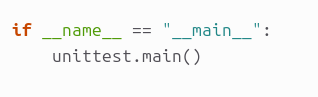 if __name__ == "__main__":
    unittest.main()